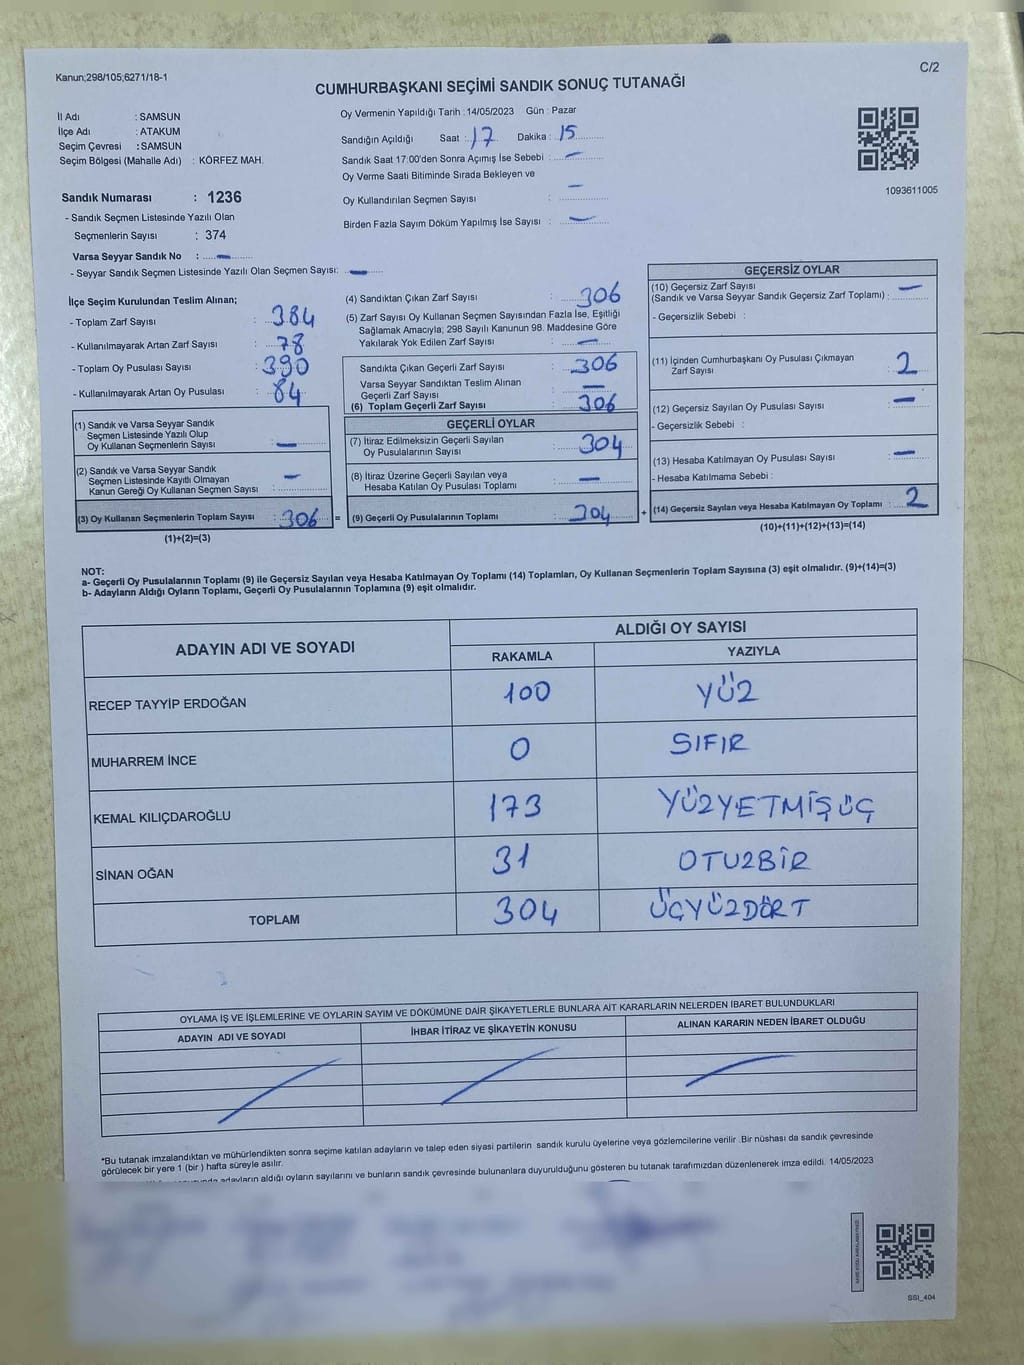 Kanun;298/105;6271/18-1
C/2
CUMHURBAŞKANI SEÇİMİ SANDIK SONUÇ TUTANAĞI
İl Adı : SAMSUN
İlçe Adı : ATAKUM
Seçim Çevresi : SAMSUN
Seçim Bölgesi (Mahalle Adı) : KÖRFEZ MAH.
Oy Vermenin Yapıldığı Tarih : 14/05/2023 Gün : Pazar
Sandığın Açıldığı Saat : 17 Dakika : 15
Sandık Saat 17:00'den Sonra Açımış İse Sebebi : —
Oy Verme Saati Bitiminde Sırada Bekleyen ve
Oy Kullandırılan Seçmen Sayısı : —
Birden Fazla Sayım Döküm Yapılmış İse Sayısı : —
1093611005
Sandık Numarası : 1236
- Sandık Seçmen Listesinde Yazılı Olan
Seçmenlerin Sayısı : 374
Varsa Seyyar Sandık No : —
- Seyyar Sandık Seçmen Listesinde Yazılı Olan Seçmen Sayısı: —
İlçe Seçim Kurulundan Teslim Alınan;
- Toplam Zarf Sayısı : 384
- Kullanılmayarak Artan Zarf Sayısı : 78
- Toplam Oy Pusulası Sayısı : 390
- Kullanılmayarak Artan Oy Pusulası : 84
(1) Sandık ve Varsa Seyyar Sandık
Seçmen Listesinde Yazılı Olup
Oy Kullanan Seçmenlerin Sayısı : —
(2) Sandık ve Varsa Seyyar Sandık
Seçmen Listesinde Kayıtlı Olmayan
Kanun Gereği Oy Kullanan Seçmen Sayısı : —
(3) Oy Kullanan Seçmenlerin Toplam Sayısı : 306
(1)+(2)=(3)
=
(4) Sandıktan Çıkan Zarf Sayısı : 306
(5) Zarf Sayısı Oy Kullanan Seçmen Sayısından Fazla İse, Eşitliği
Sağlamak Amacıyla; 298 Sayılı Kanunun 98. Maddesine Göre
Yakılarak Yok Edilen Zarf Sayısı : —
Sandıkta Çıkan Geçerli Zarf Sayısı : 306
Varsa Seyyar Sandıktan Teslim Alınan
Geçerli Zarf Sayısı : —
(6) Toplam Geçerli Zarf Sayısı : 306
GEÇERLİ OYLAR
(7) İtiraz Edilmeksizin Geçerli Sayılan
Oy Pusulalarının Sayısı : 304
(8) İtiraz Üzerine Geçerli Sayılan veya
Hesaba Katılan Oy Pusulası Toplamı : —
(9) Geçerli Oy Pusulalarının Toplamı : 304
+
GEÇERSİZ OYLAR
(10) Geçersiz Zarf Sayısı
(Sandık ve Varsa Seyyar Sandık Geçersiz Zarf Toplamı) : —
- Geçersizlik Sebebi :
(11) İçinden Cumhurbaşkanı Oy Pusulası Çıkmayan
Zarf Sayısı : 2
(12) Geçersiz Sayılan Oy Pusulası Sayısı : —
- Geçersizlik Sebebi :
(13) Hesaba Katılmayan Oy Pusulası Sayısı : —
- Hesaba Katılmama Sebebi :
(14) Geçersiz Sayılan veya Hesaba Katılmayan Oy Toplamı : 2
(10)+(11)+(12)+(13)=(14)
NOT:
a- Geçerli Oy Pusulalarının Toplamı (9) ile Geçersiz Sayılan veya Hesaba Katılmayan Oy Toplamı (14) Toplamları, Oy Kullanan Seçmenlerin Toplam Sayısına (3) eşit olmalıdır. (9)+(14)=(3)
b- Adayların Aldığı Oyların Toplamı, Geçerli Oy Pusulalarının Toplamına (9) eşit olmalıdır.
ADAYIN ADI VE SOYADI
ALDIĞI OY SAYISI
RAKAMLA YAZIYLA
RECEP TAYYİP ERDOĞAN 100 YÜZ
MUHARREM İNCE 0 SIFIR
KEMAL KILIÇDAROĞLU 173 YÜZYETMİŞÜÇ
SİNAN OĞAN 31 OTUZBİR
TOPLAM 304 ÜÇYÜZDÖRT
OYLAMA İŞ VE İŞLEMLERİNE VE OYLARIN SAYIM VE DÖKÜMÜNE DAİR ŞİKAYETLERLE BUNLARA AİT KARARLARIN NELERDEN İBARET BULUNDUKLARI
ADAYIN ADI VE SOYADI İHBAR İTİRAZ VE ŞİKAYETİN KONUSU ALINAN KARARIN NEDEN İBARET OLDUĞU
*Bu tutanak imzalandıktan ve mühürlendikten sonra seçime katılan adayların ve talep eden siyasi partilerin sandık kurulu üyelerine veya gözlemcilerine verilir .Bir nüshası da sandık çevresinde
görülecek bir yere 1 (bir ) hafta süreyle asılır.
adayların aldığı oyların sayılarını ve bunların sandık çevresinde bulunanlara duyurulduğunu gösteren bu tutanak tarafımızdan düzenlenerek imza edildi. 14/05/2023
SSI_404